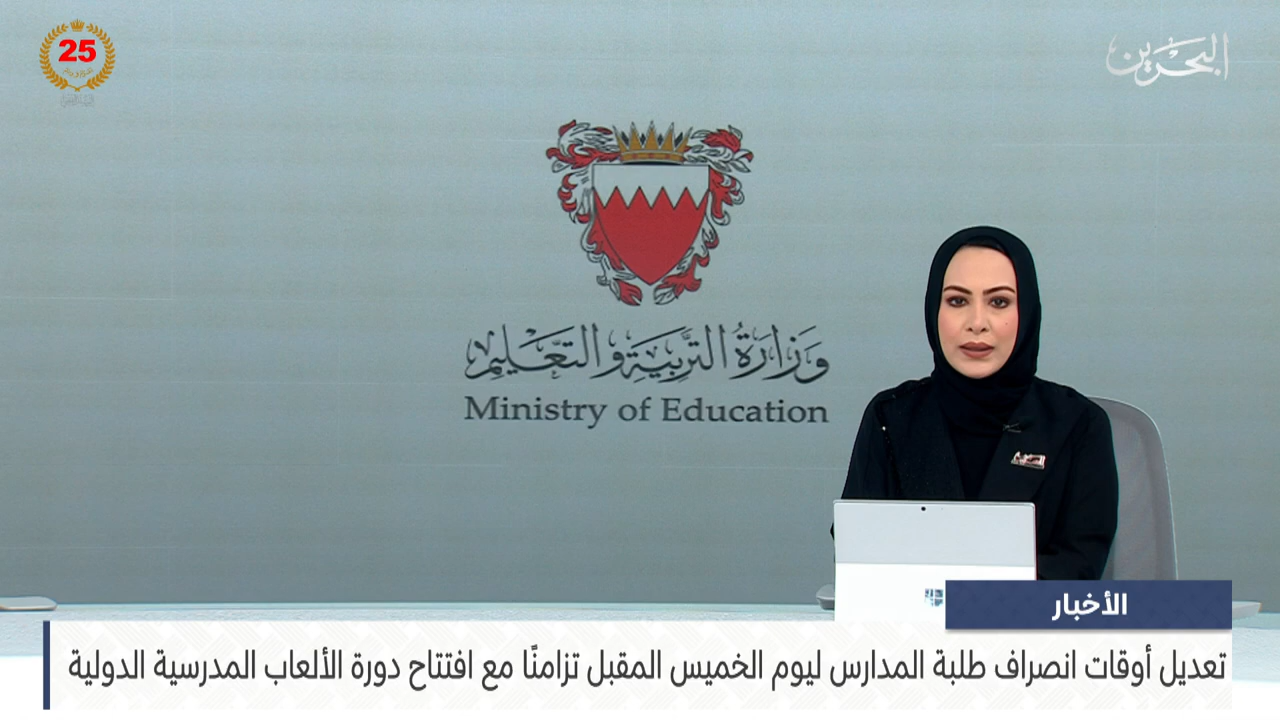 25
البحرين
وزارة التربية والتعليم
Ministry of Education
الأخبار
تعديل أوقات انصراف طلبة المدارس ليوم الخميس المقبل تزامنًا مع افتتاح دورة الألعاب المدرسية الدولية